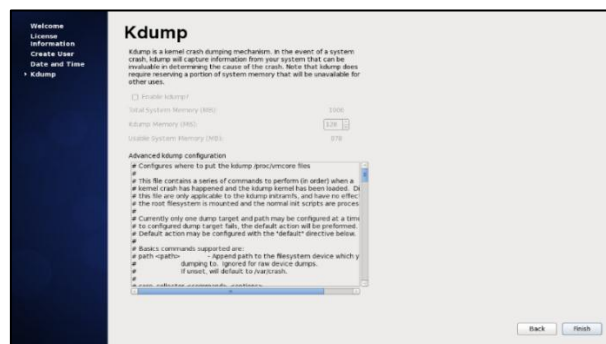 Welcome
License
Information
Create User
Date and Time
Kdump
Kdump
Kdump is a kernel crash dumping mechanism. In the event of a system
crash, kdump will capture information from your system that can be
invaluable in determining the cause of the crash. Note that kdump does
require reserving a portion of system memory that will be unavailable for
other uses.
Enable kdump?
Total System Memory (MB):
Kdump Memory (MB): 128
Usable System Memory (MB):
Advanced kdump configuration
# Configures where to put the kdump /proc/vmcore files
#
# This file contains a series of commands to perform (in order) when a
# kernel crash has happened and the kdump kernel has been loaded. Di
# this file are only applicable to the kdump initramfs, and have no effec
# the root filesystem is mounted and the normal init scripts are proces
#
# Currently only one dump target and path may be configured at a time
# to configured dump target fails, the default action will be preformed.
# Default action may be configured with the "default" directive below.
#
# Basics commands supported are:
# path <path> - Append path to the filesystem device which y
# dumping to. Ignored for raw device dumps.
# If unset, will default to /var/crash.
#
Back Finish